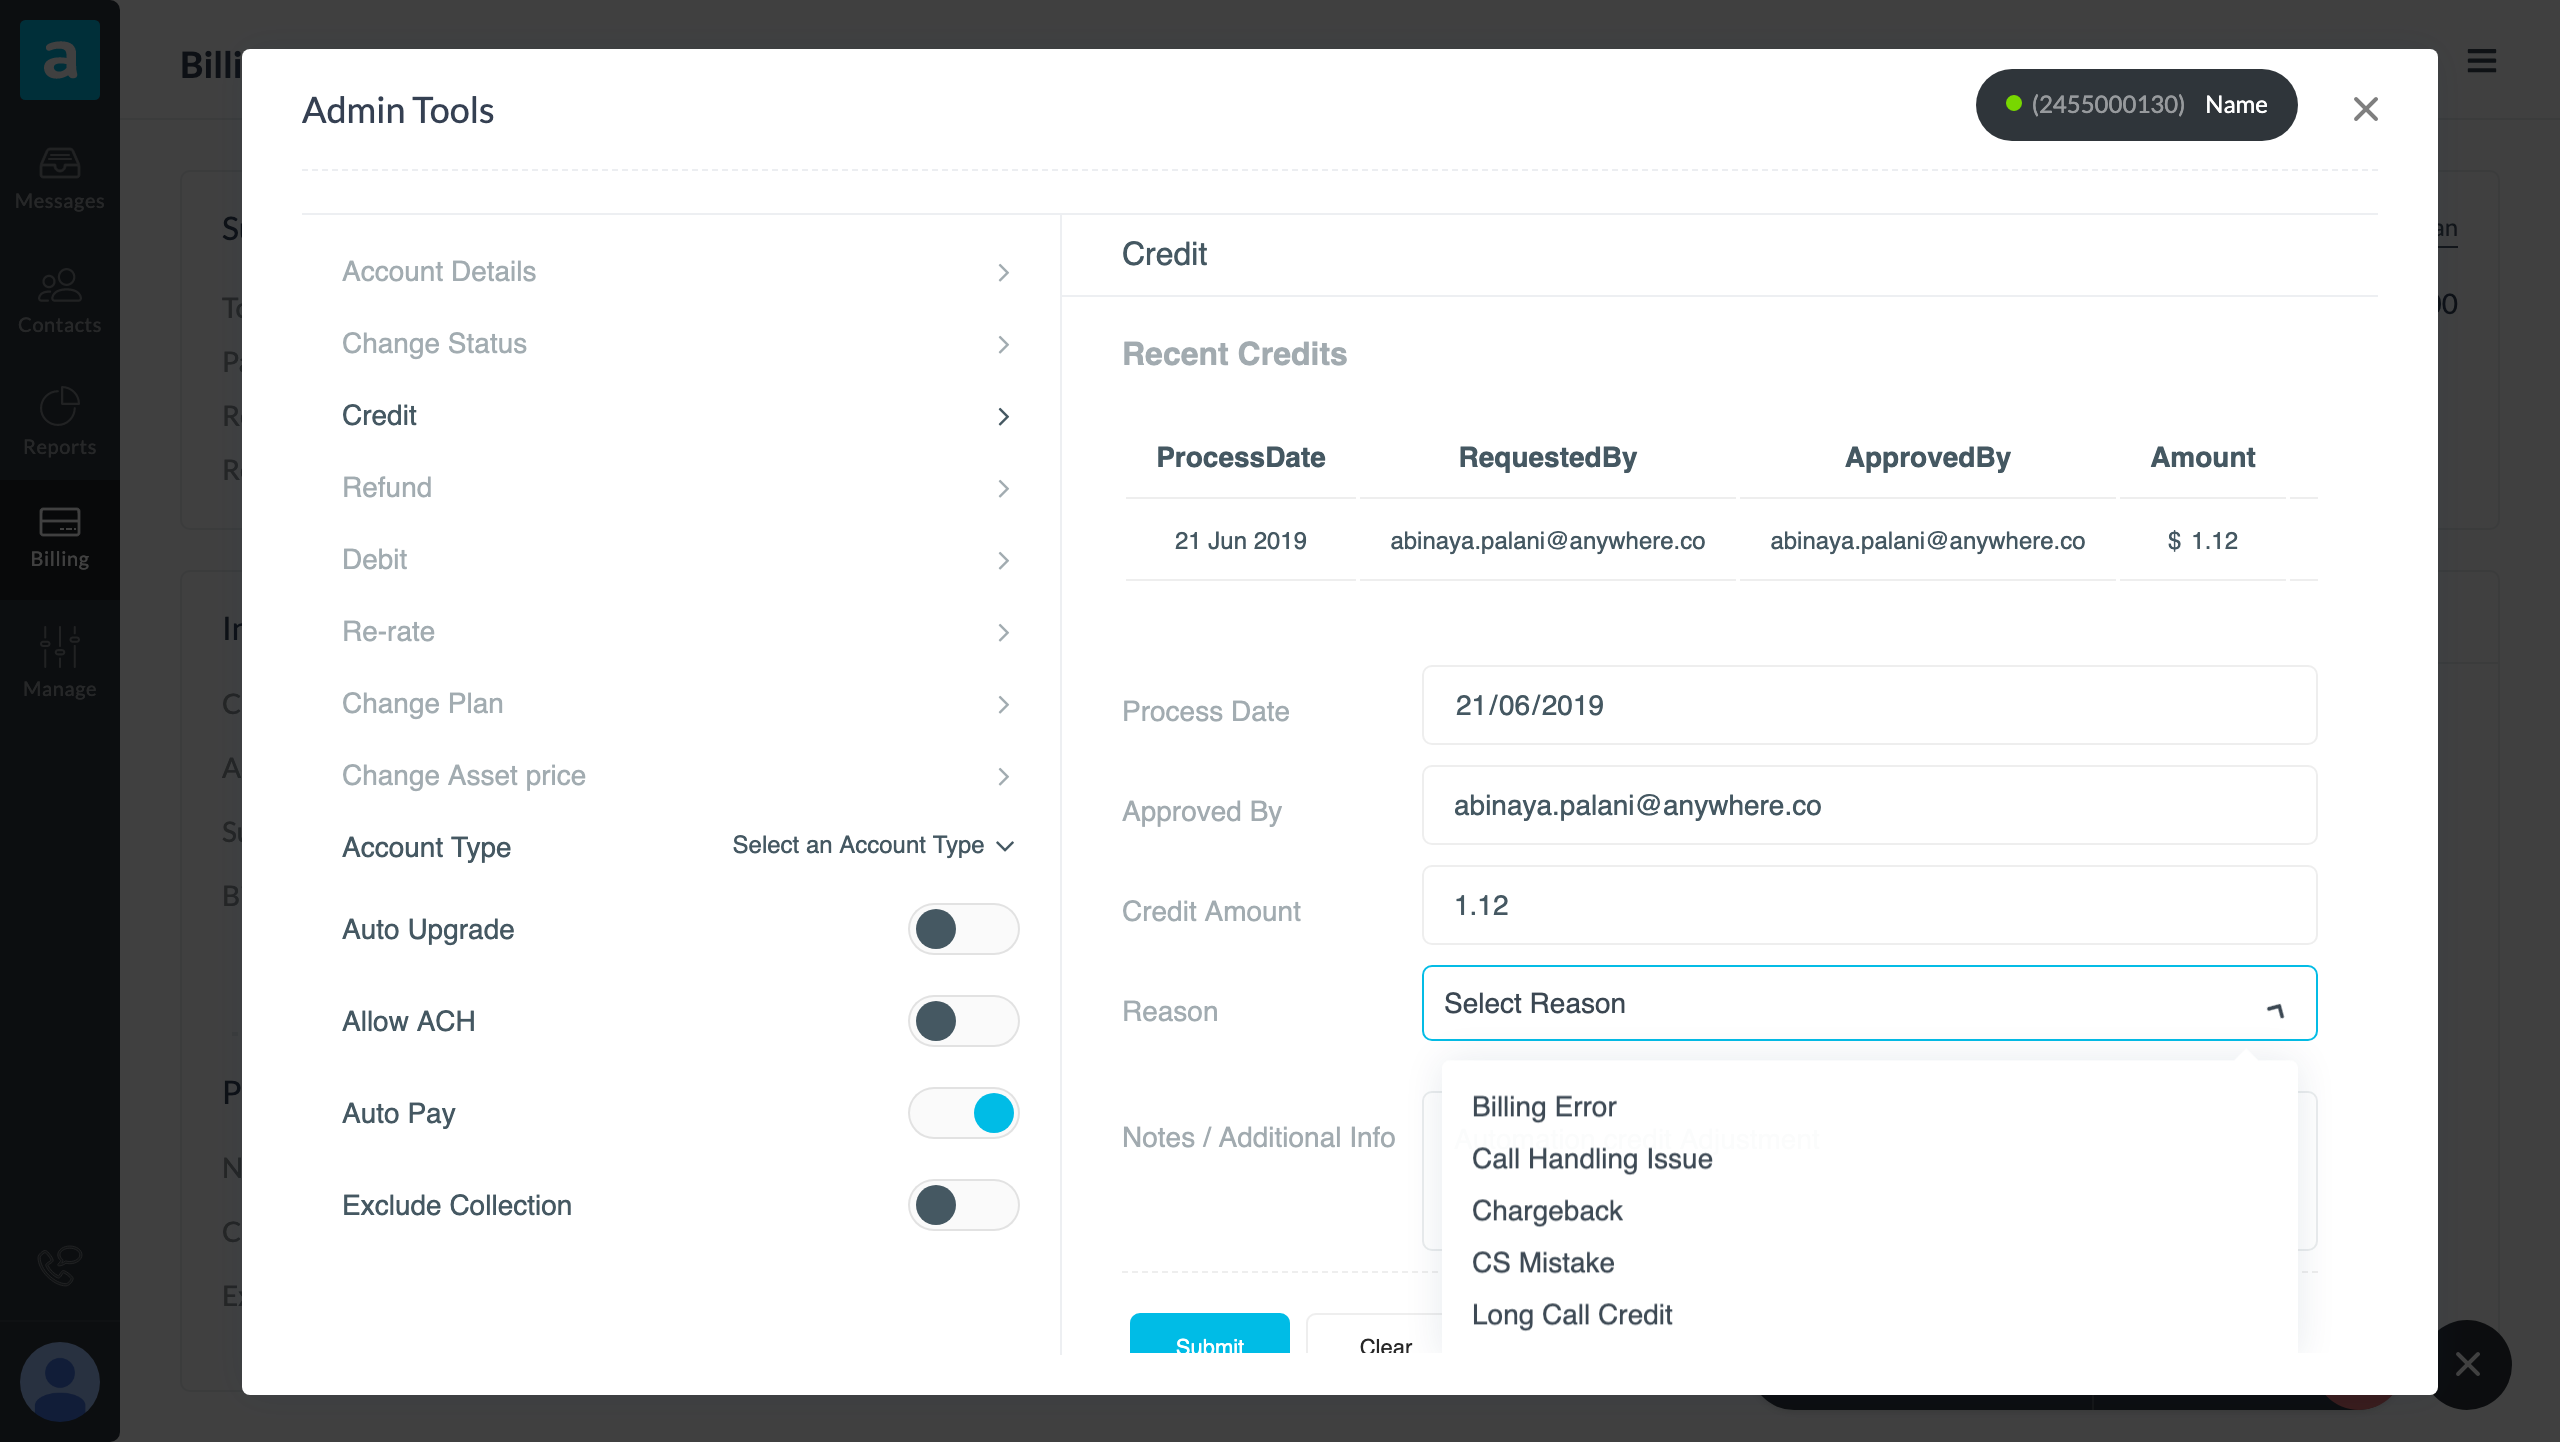 a
Messages
Contacts
Reports
Billing
Manage
Admin Tools
(2455000130) Name
Account Details
Change Status
Credit
Refund
Debit
Re-rate
Change Plan
Change Asset price
Account Type Select an Account Type
Auto Upgrade
Allow ACH
Auto Pay
Exclude Collection
Credit
Recent Credits
ProcessDate RequestedBy ApprovedBy Amount
21 Jun 2019 abinaya.palani@anywhere.co abinaya.palani@anywhere.co $ 1.12
Process Date 21/06/2019
Approved By abinaya.palani@anywhere.co
Credit Amount 1.12
Reason Select Reason
Notes / Additional Info
Billing Error
Call Handling Issue
Chargeback
CS Mistake
Long Call Credit
Submit Clear